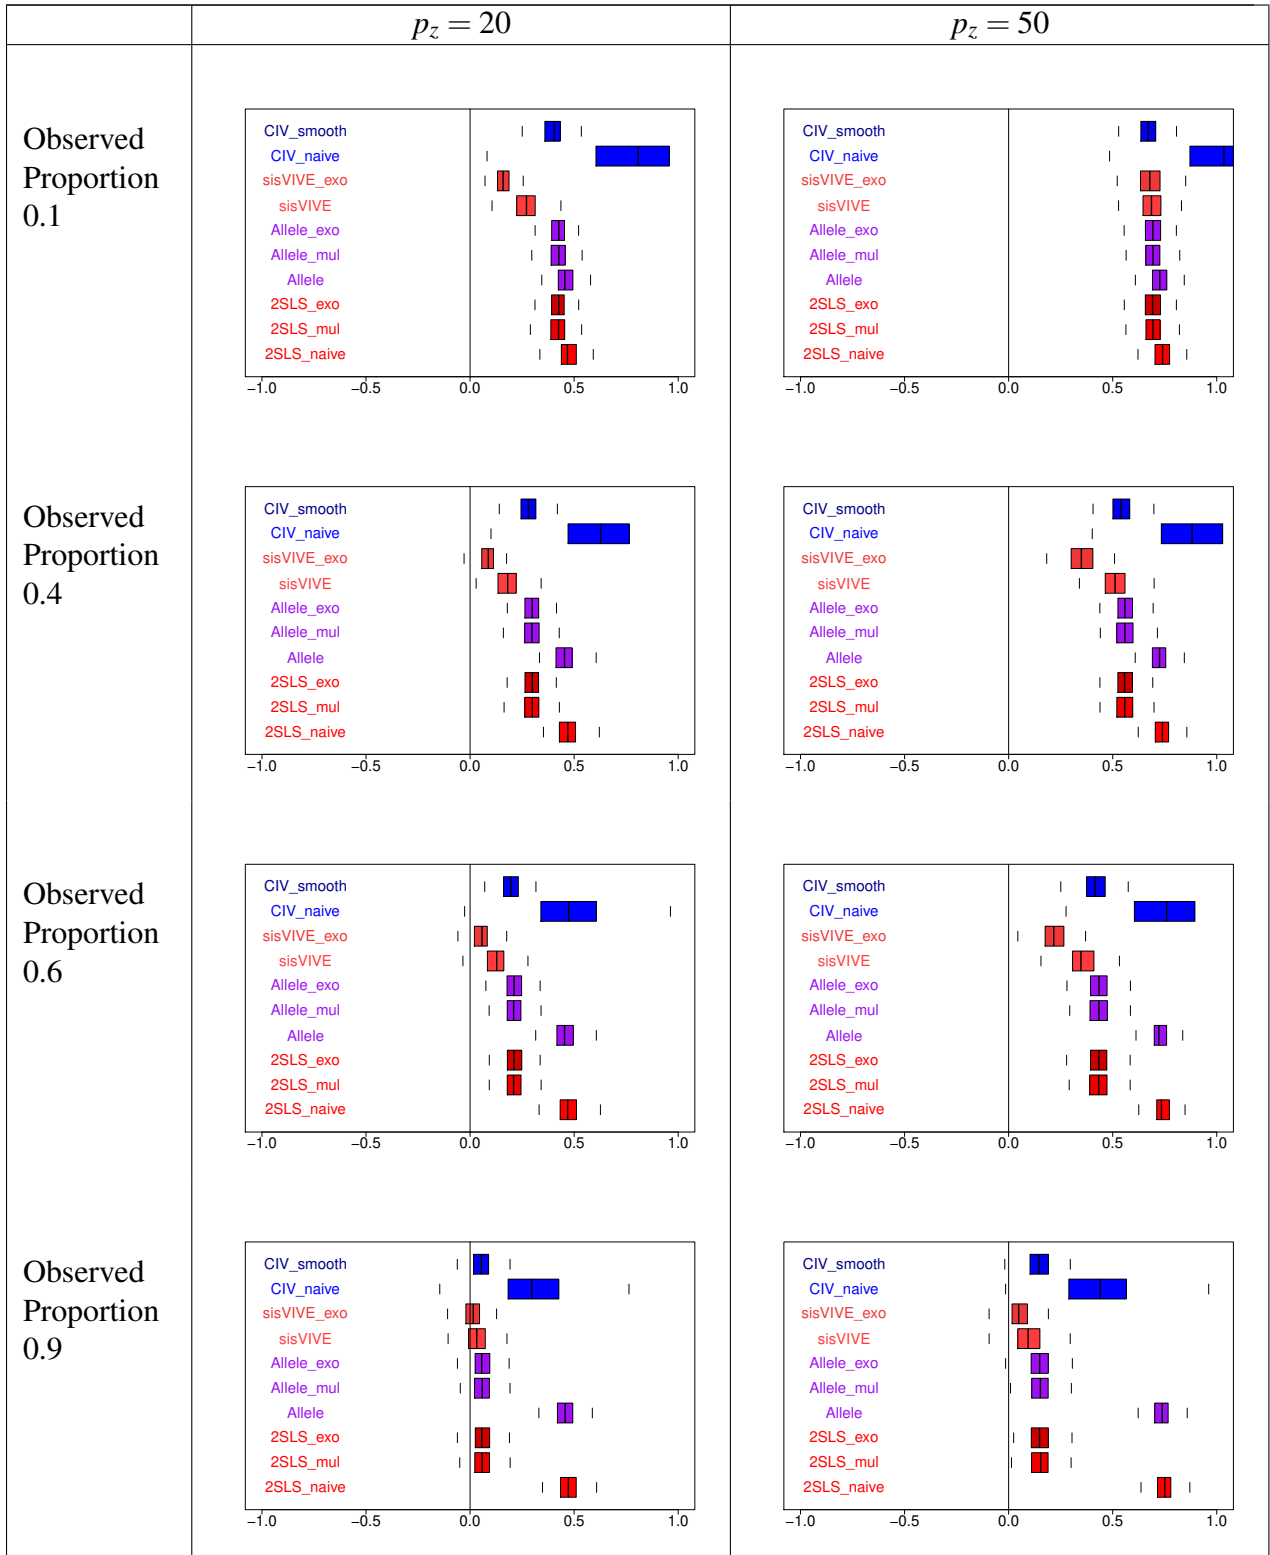 p_z = 20
p_z = 50
Observed
Proportion
0.1
CIV_smooth
CIV_naive
sisVIVE_exo
sisVIVE
Allele_exo
Allele_mul
Allele
2SLS_exo
2SLS_mul
2SLS_naive
−1.0 −0.5 0.0 0.5 1.0
CIV_smooth
CIV_naive
sisVIVE_exo
sisVIVE
Allele_exo
Allele_mul
Allele
2SLS_exo
2SLS_mul
2SLS_naive
−1.0 −0.5 0.0 0.5 1.0
Observed
Proportion
0.4
CIV_smooth
CIV_naive
sisVIVE_exo
sisVIVE
Allele_exo
Allele_mul
Allele
2SLS_exo
2SLS_mul
2SLS_naive
−1.0 −0.5 0.0 0.5 1.0
CIV_smooth
CIV_naive
sisVIVE_exo
sisVIVE
Allele_exo
Allele_mul
Allele
2SLS_exo
2SLS_mul
2SLS_naive
−1.0 −0.5 0.0 0.5 1.0
Observed
Proportion
0.6
CIV_smooth
CIV_naive
sisVIVE_exo
sisVIVE
Allele_exo
Allele_mul
Allele
2SLS_exo
2SLS_mul
2SLS_naive
−1.0 −0.5 0.0 0.5 1.0
CIV_smooth
CIV_naive
sisVIVE_exo
sisVIVE
Allele_exo
Allele_mul
Allele
2SLS_exo
2SLS_mul
2SLS_naive
−1.0 −0.5 0.0 0.5 1.0
Observed
Proportion
0.9
CIV_smooth
CIV_naive
sisVIVE_exo
sisVIVE
Allele_exo
Allele_mul
Allele
2SLS_exo
2SLS_mul
2SLS_naive
−1.0 −0.5 0.0 0.5 1.0
CIV_smooth
CIV_naive
sisVIVE_exo
sisVIVE
Allele_exo
Allele_mul
Allele
2SLS_exo
2SLS_mul
2SLS_naive
−1.0 −0.5 0.0 0.5 1.0